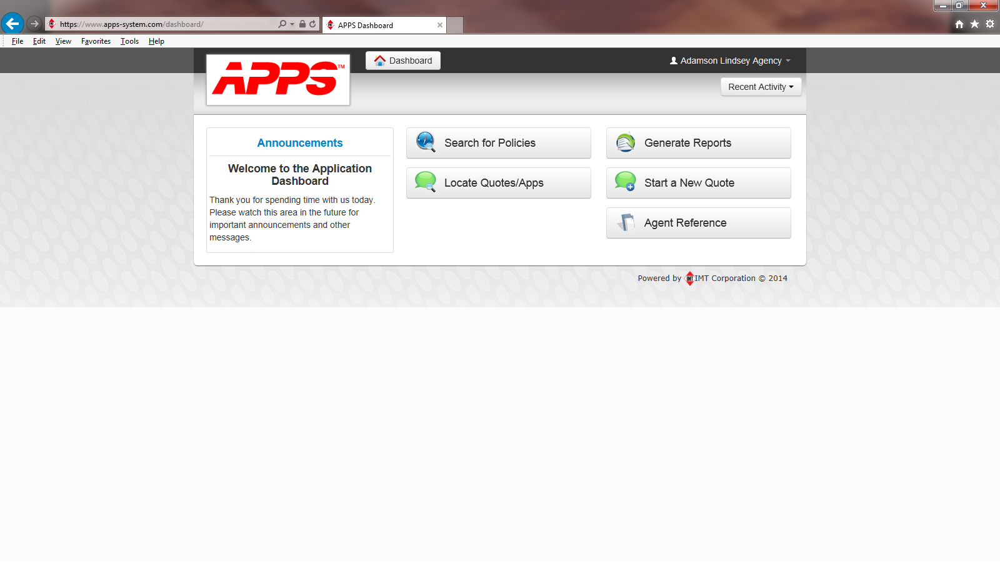 https://www.apps-system.com/dashboard/
APPS Dashboard
File Edit View Favorites Tools Help
APPS™
Dashboard
Adamson Lindsey Agency
Recent Activity
Announcements
Welcome to the Application
Dashboard
Thank you for spending time with us today.
Please watch this area in the future for
important announcements and other
messages.
Search for Policies
Generate Reports
Locate Quotes/Apps
Start a New Quote
Agent Reference
Powered by IMT IMT Corporation © 2014